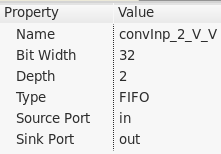 Property Value
Name convInp_2_V_V
Bit Width 32
Depth 2
Type FIFO
Source Port in
Sink Port out